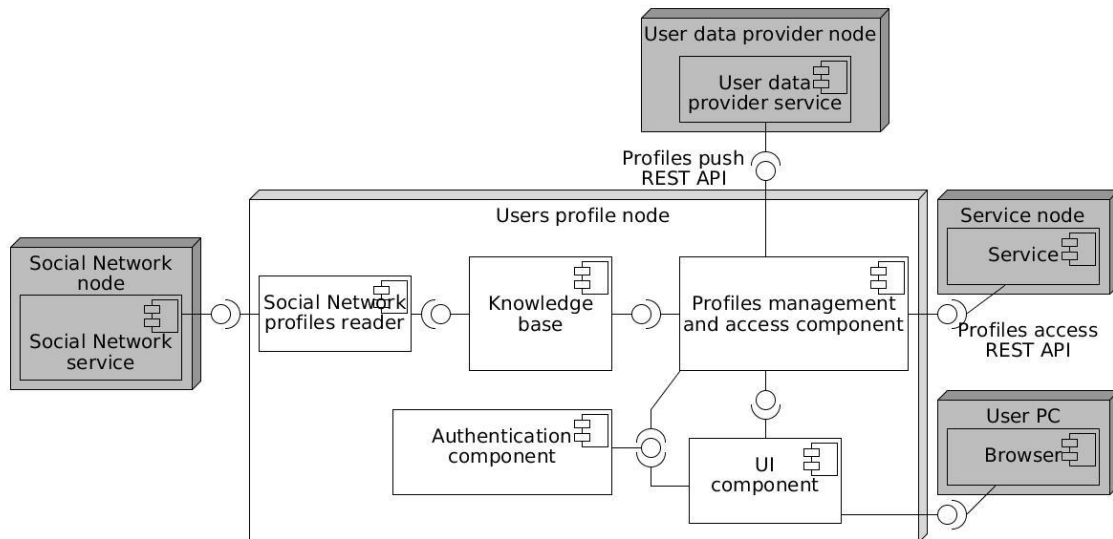 User data provider node
User data
provider service
Profiles push
REST API
Users profile node
Service node
Service
Social Network
node
Social Network
service
Social Network
profiles reader
Knowledge
base
Profiles management
and access component
Profiles access
REST API
Authentication
component
UI
component
User PC
Browser